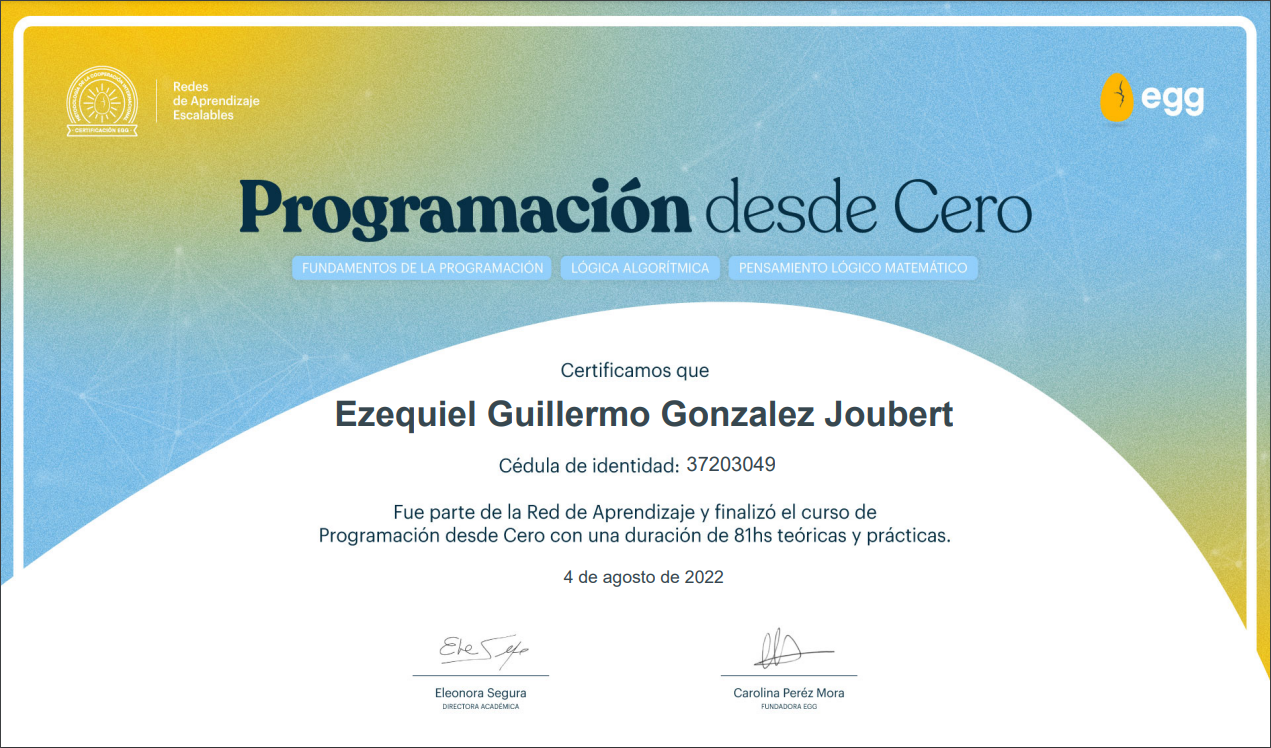 CERTIFICACIÓN EGG
Redes
de Aprendizaje
Escalables
egg
Programación desde Cero
FUNDAMENTOS DE LA PROGRAMACIÓN
LÓGICA ALGORÍTMICA
PENSAMIENTO LÓGICO MATEMÁTICO
Certificamos que
Ezequiel Guillermo Gonzalez Joubert
Cédula de identidad: 37203049
Fue parte de la Red de Aprendizaje y finalizó el curso de
Programación desde Cero con una duración de 81hs teóricas y prácticas.
4 de agosto de 2022
Eleonora Segura
DIRECTORA ACADÉMICA
Carolina Peréz Mora
FUNDADORA EGG